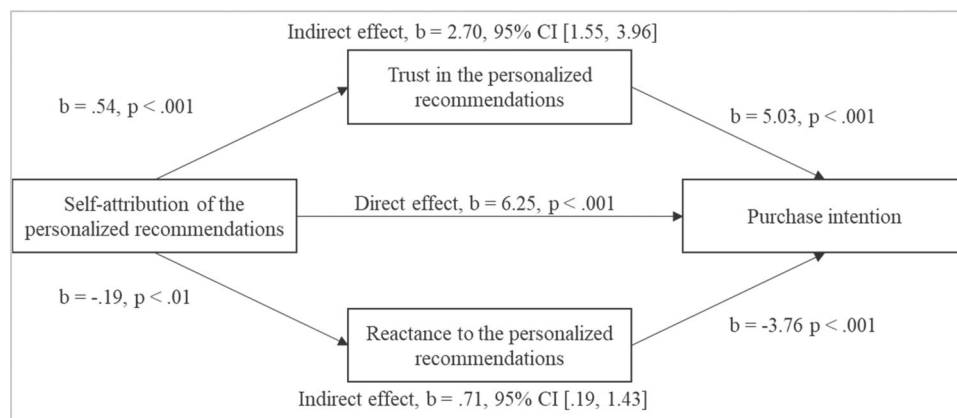 Indirect effect, b = 2.70, 95% CI [1.55, 3.96]
Trust in the personalized
recommendations
b = .54, p < .001
b = 5.03, p < .001
Self-attribution of the
personalized recommendations
Direct effect, b = 6.25, p < .001
Purchase intention
b = -.19, p < .01
b = -3.76 p < .001
Reactance to the personalized
recommendations
Indirect effect, b = .71, 95% CI [.19, 1.43]